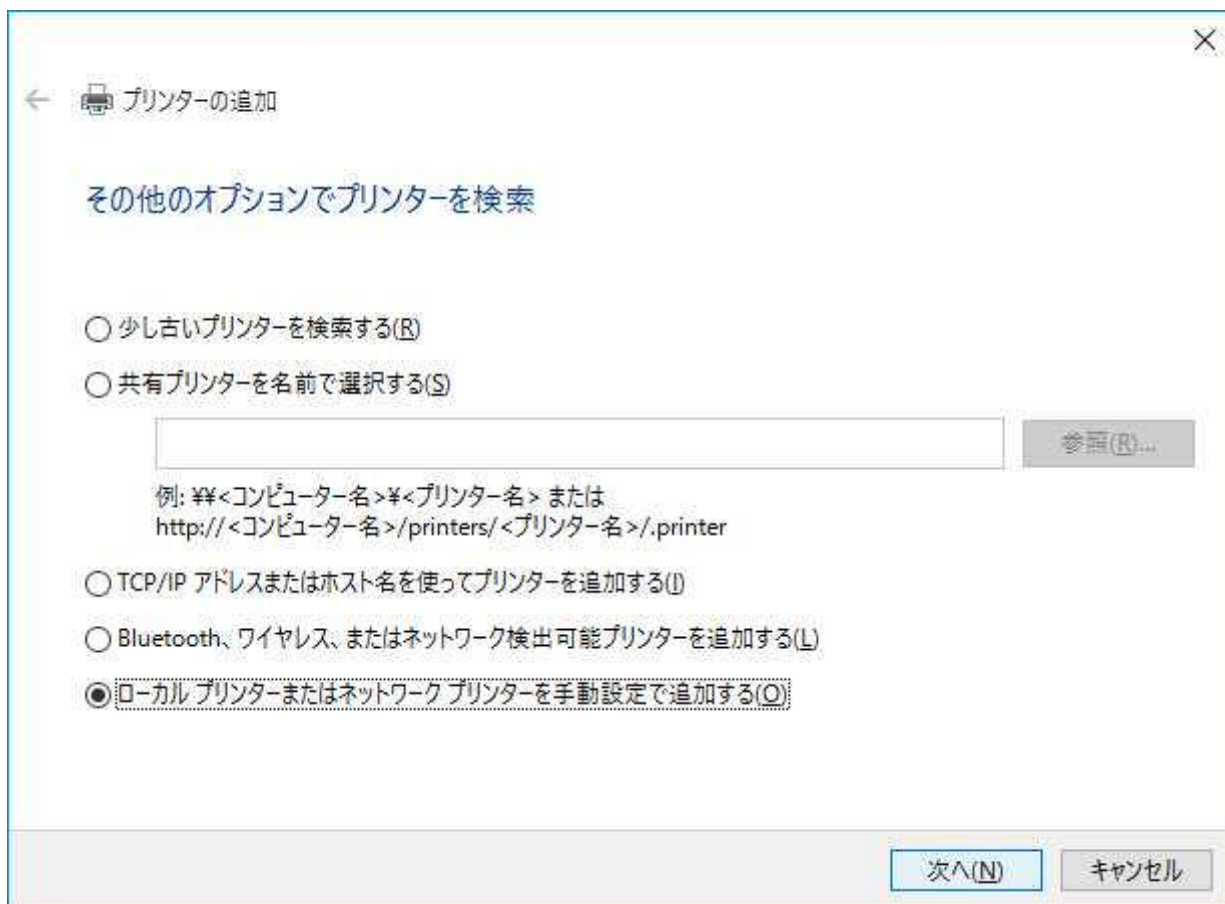 プリンターの追加
その他のオプションでプリンターを検索
少し古いプリンターを検索する(R)
共有プリンターを名前で選択する(S)
参照(R)...
例: ¥¥<コンピューター名>¥<プリンター名> または
http://<コンピューター名>/printers/<プリンター名>/.printer
TCP/IP アドレスまたはホスト名を使ってプリンターを追加する(I)
Bluetooth、ワイヤレス、またはネットワーク検出可能プリンターを追加する(L)
ローカル プリンターまたはネットワーク プリンターを手動設定で追加する(O)
次へ(N)
キャンセル